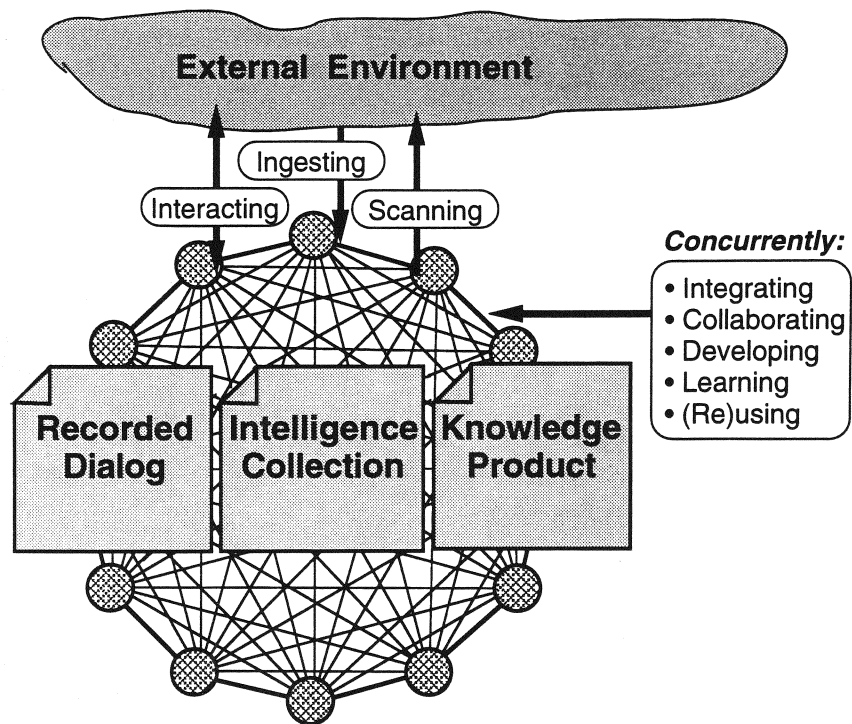 External Environment
Ingesting
Interacting
Scanning
Concurrently:
• Integrating
• Collaborating
• Developing
• Learning
• (Re)using
Recorded
Dialog
Intelligence
Collection
Knowledge
Product